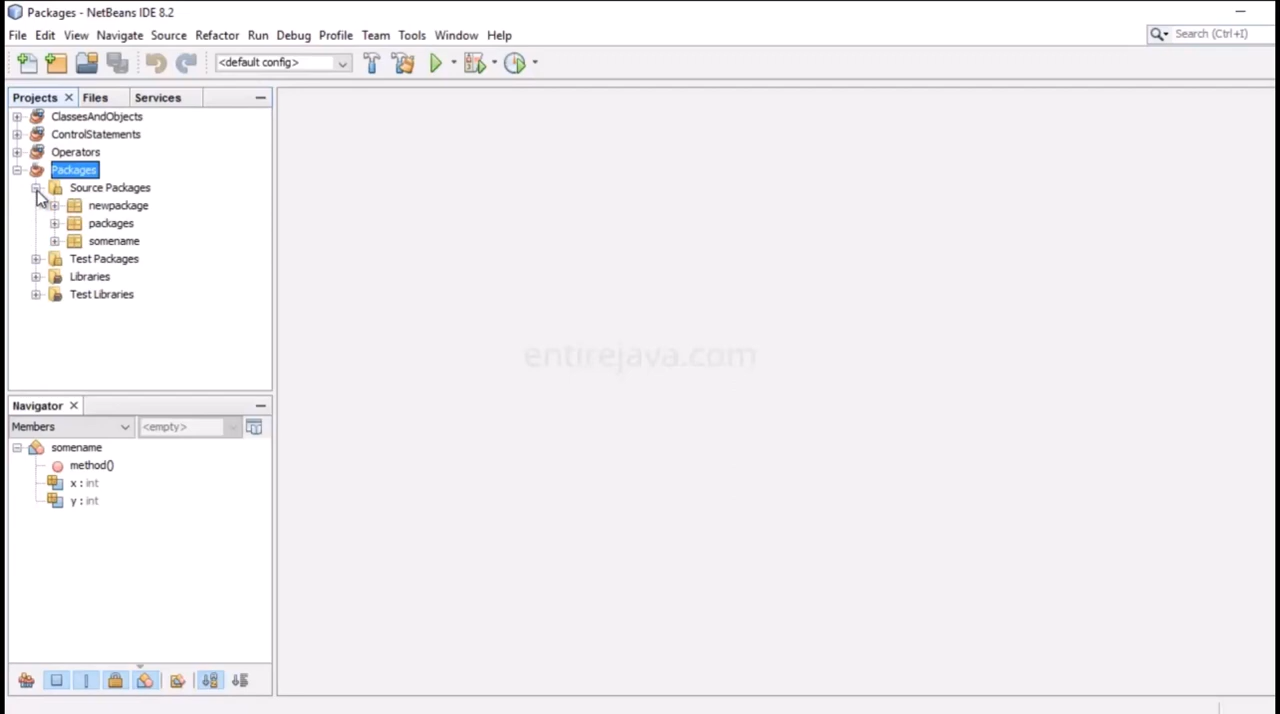 Packages - NetBeans IDE 8.2
File Edit View Navigate Source Refactor Run Debug Profile Team Tools Window Help
Search (Ctrl+I)
<default config>
Projects Files Services
ClassesAndObjects
ControlStatements
Operators
Packages
Source Packages
newpackage
packages
somename
Test Packages
Libraries
Test Libraries
entirejava.com
Navigator
Members <empty>
somename
method()
x : int
y : int